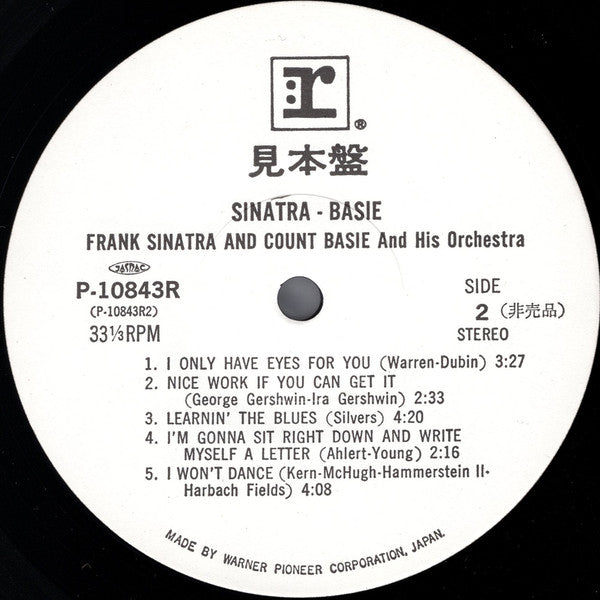 r
®
見本盤
SINATRA - BASIE
FRANK SINATRA AND COUNT BASIE And His Orchestra
JASRAC
P-10843R
(P-10843R2)
33⅓RPM
SIDE
2 (非売品)
STEREO
1. I ONLY HAVE EYES FOR YOU (Warren-Dubin) 3:27
2. NICE WORK IF YOU CAN GET IT
(George Gershwin-Ira Gershwin) 2:33
3. LEARNIN' THE BLUES (Silvers) 4:20
4. I'M GONNA SIT RIGHT DOWN AND WRITE
MYSELF A LETTER (Ahlert-Young) 2:16
5. I WON'T DANCE (Kern-McHugh-Hammerstein II-
Harbach Fields) 4:08
MADE BY WARNER PIONEER CORPORATION, JAPAN.